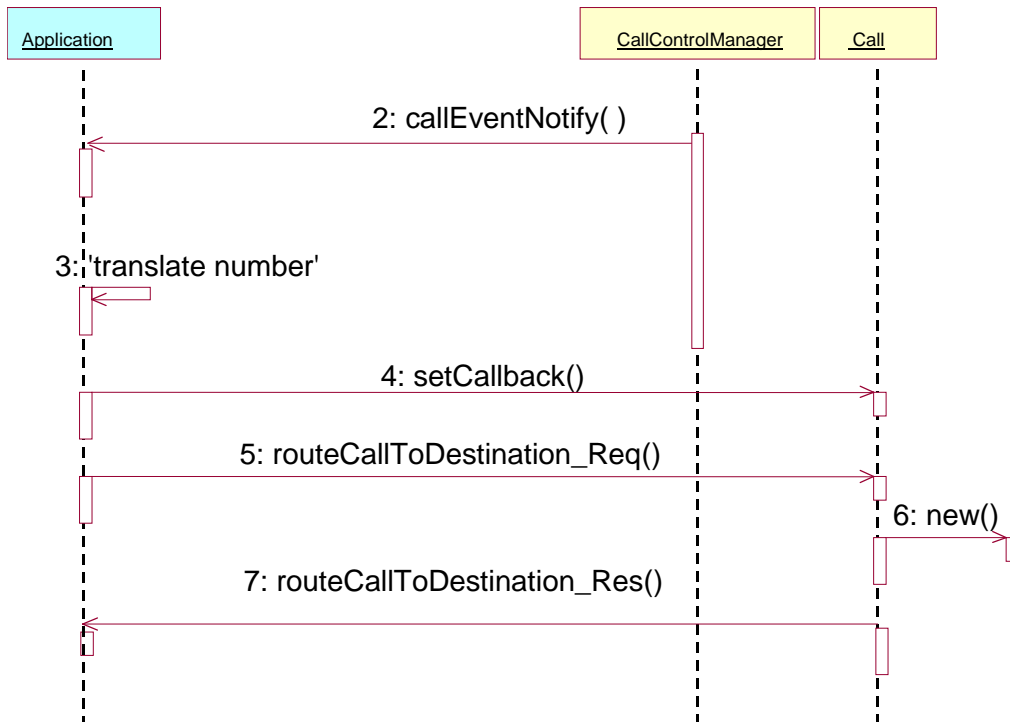 Application
CallControlManager
Call
2: callEventNotify( )
3: 'translate number'
4: setCallback()
5: routeCallToDestination_Req()
6: new()
7: routeCallToDestination_Res()